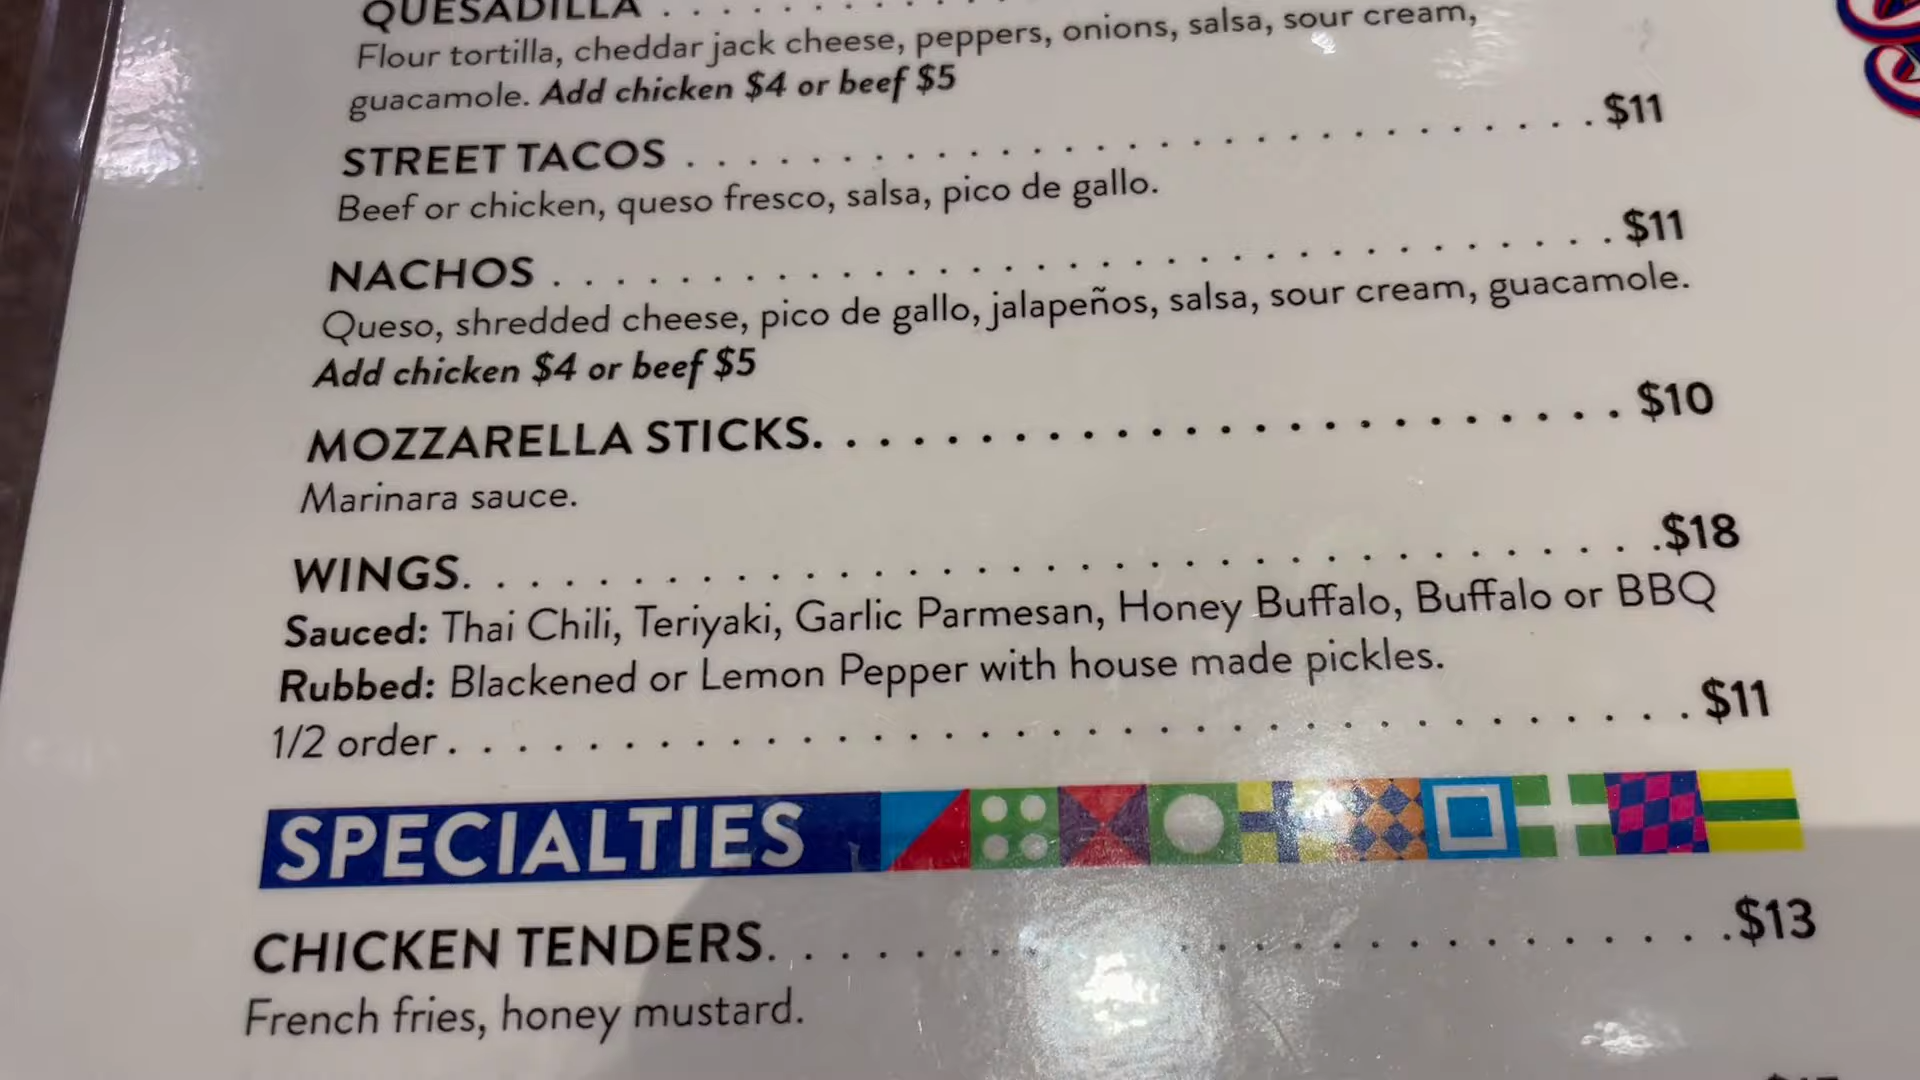 QUESADILLA . . . . . . . . .
Flour tortilla, cheddar jack cheese, peppers, onions, salsa, sour cream,
guacamole. Add chicken $4 or beef $5
STREET TACOS . . . . . . . . . . . . . . . . . . . . . . . . . . . . $11
Beef or chicken, queso fresco, salsa, pico de gallo.
NACHOS . . . . . . . . . . . . . . . . . . . . . . . . . . . . . . . . $11
Queso, shredded cheese, pico de gallo, jalapeños, salsa, sour cream, guacamole.
Add chicken $4 or beef $5
MOZZARELLA STICKS. . . . . . . . . . . . . . . . . . . . . . . . . $10
Marinara sauce.
WINGS. . . . . . . . . . . . . . . . . . . . . . . . . . . . . . . . . .$18
Sauced: Thai Chili, Teriyaki, Garlic Parmesan, Honey Buffalo, Buffalo or BBQ
Rubbed: Blackened or Lemon Pepper with house made pickles.
1/2 order . . . . . . . . . . . . . . . . . . . . . . . . . . . . . . . . . . . . $11
SPECIALTIES
CHICKEN TENDERS. . . . . . . . . . . . . . . . . . . . . . . . . . . .$13
French fries, honey mustard.